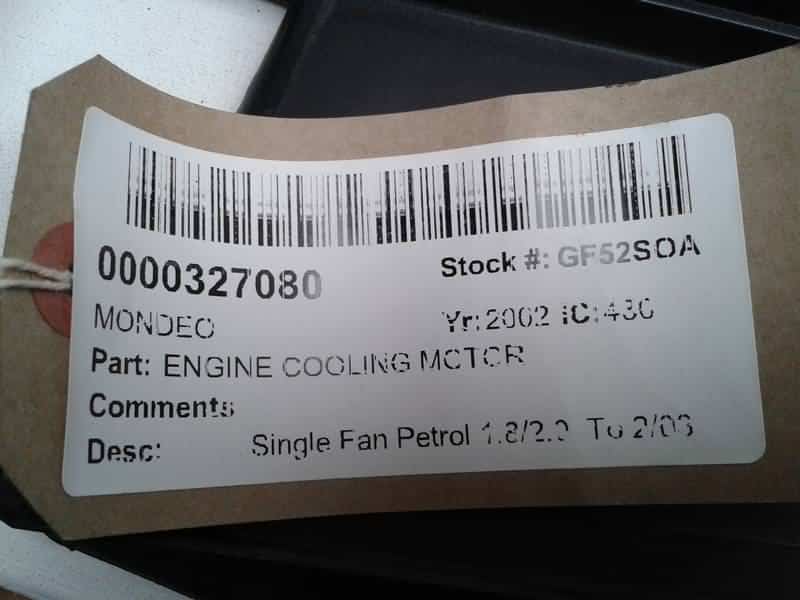 0000327080
Stock #: GF52SOA
MONDEO
Yr: 2002 IC: 430
Part: ENGINE COOLING MOTOR
Comments
Desc: Single Fan Petrol 1.8/2.0 To 2/03